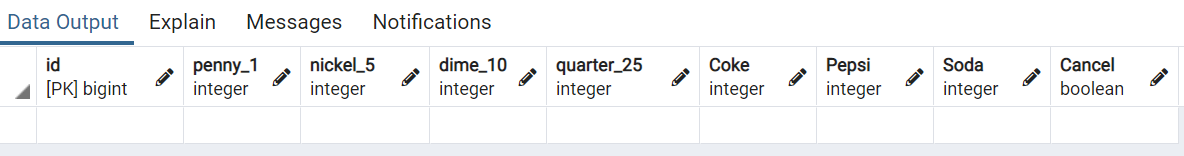 Data Output Explain Messages Notifications
id penny_1 nickel_5 dime_10 quarter_25 Coke Pepsi Soda Cancel
[PK] bigint integer integer integer integer integer integer integer boolean